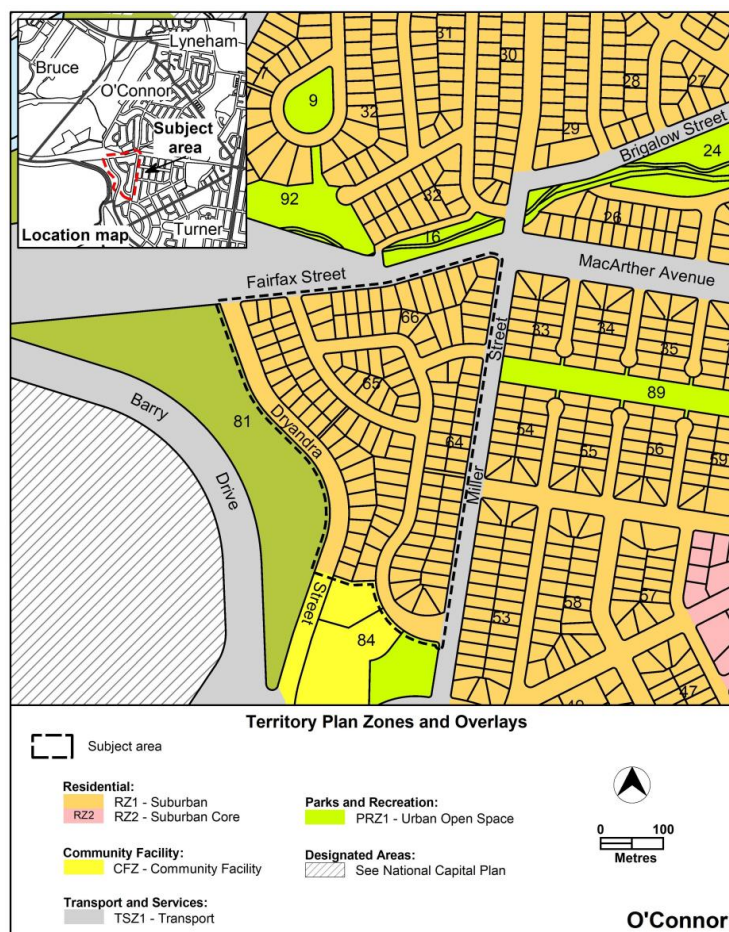 Lyneham
Bruce
O'Connor
Subject
area
Turner
Location map
7
9
31
30
28
27
32
29
Brigalow Street
24
92
32
16
26
Fairfax Street
MacArther Avenue
66
Street
33
34
35
65
89
81
Dryandra
Barry
Drive
64
54
55
56
59
Miller
Street
84
53
58
57
47
Territory Plan Zones and Overlays
Subject area
Residential:
RZ1 - Suburban
RZ2 RZ2 - Suburban Core
Parks and Recreation:
PRZ1 - Urban Open Space
Community Facility:
CFZ - Community Facility
Designated Areas:
See National Capital Plan
Transport and Services:
TSZ1 - Transport
0 100
Metres
O'Connor